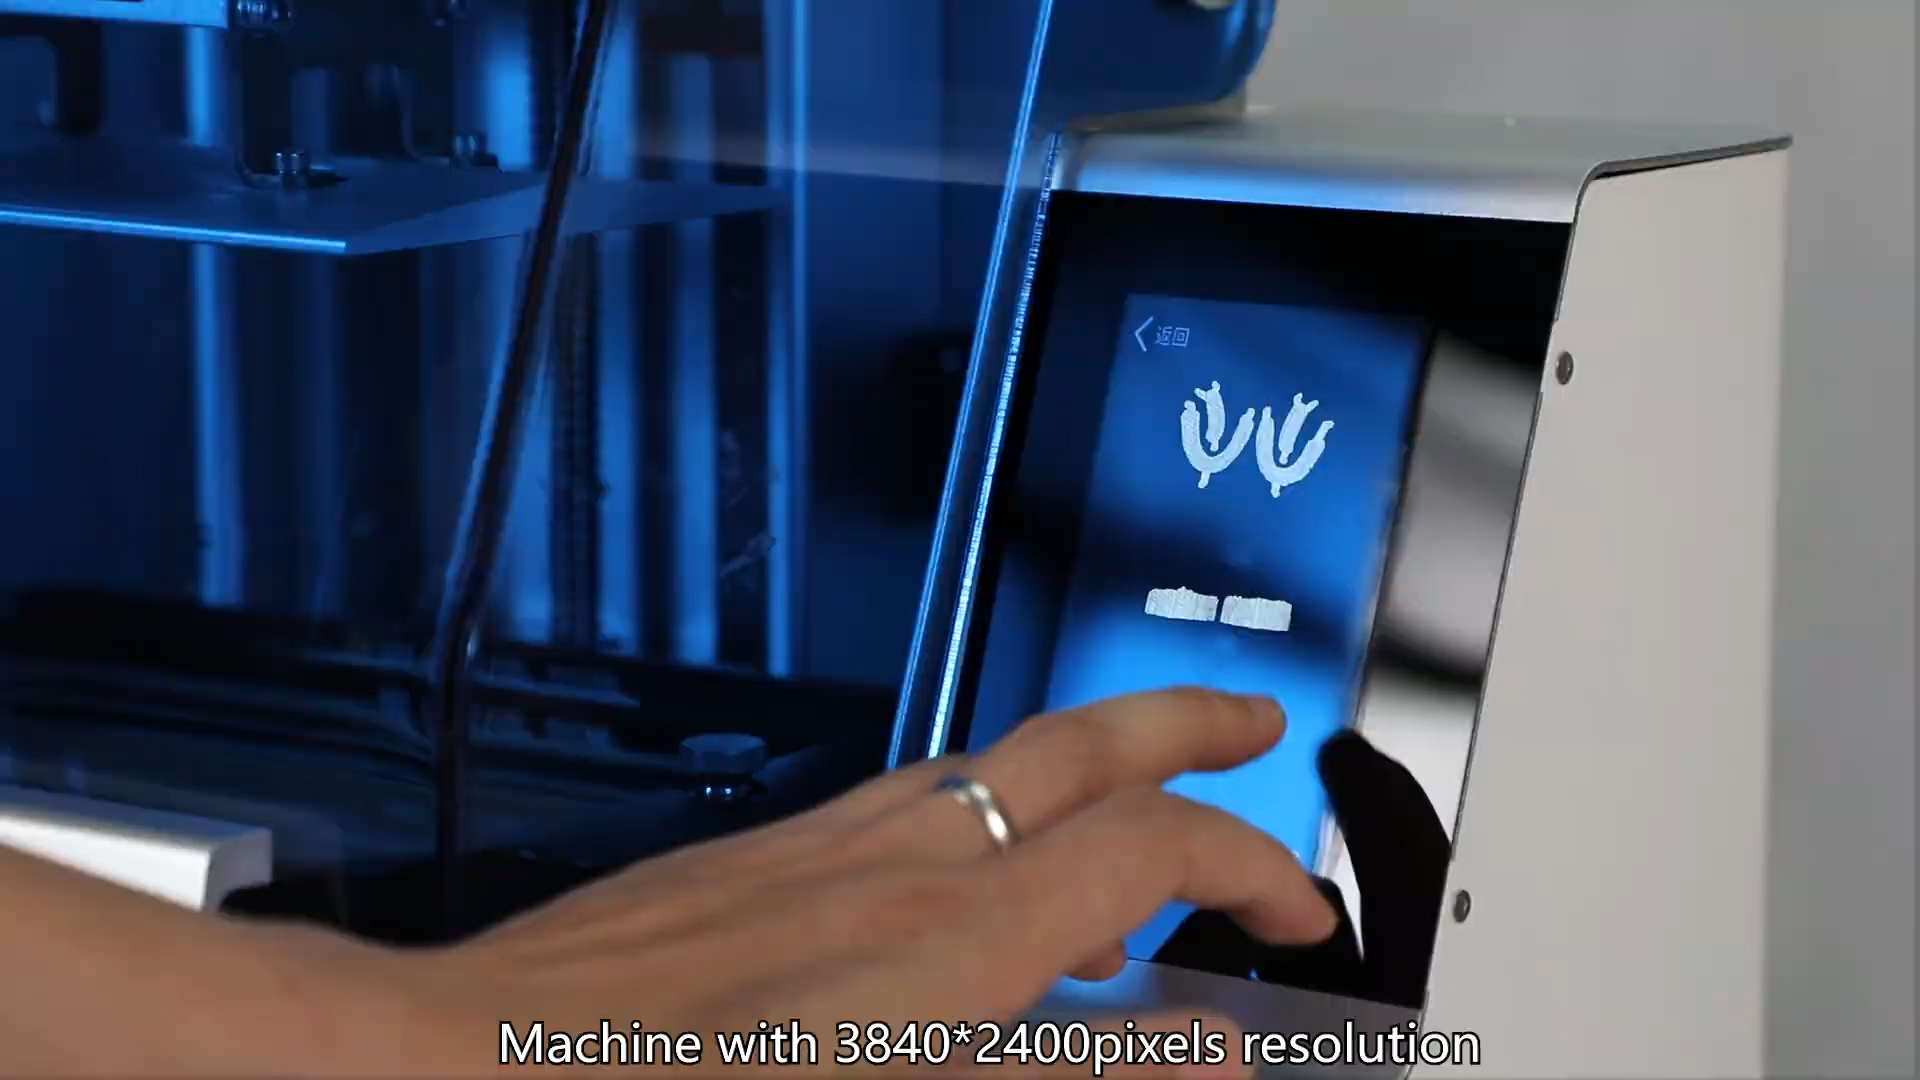 返回
Machine with 3840*2400pixels resolution